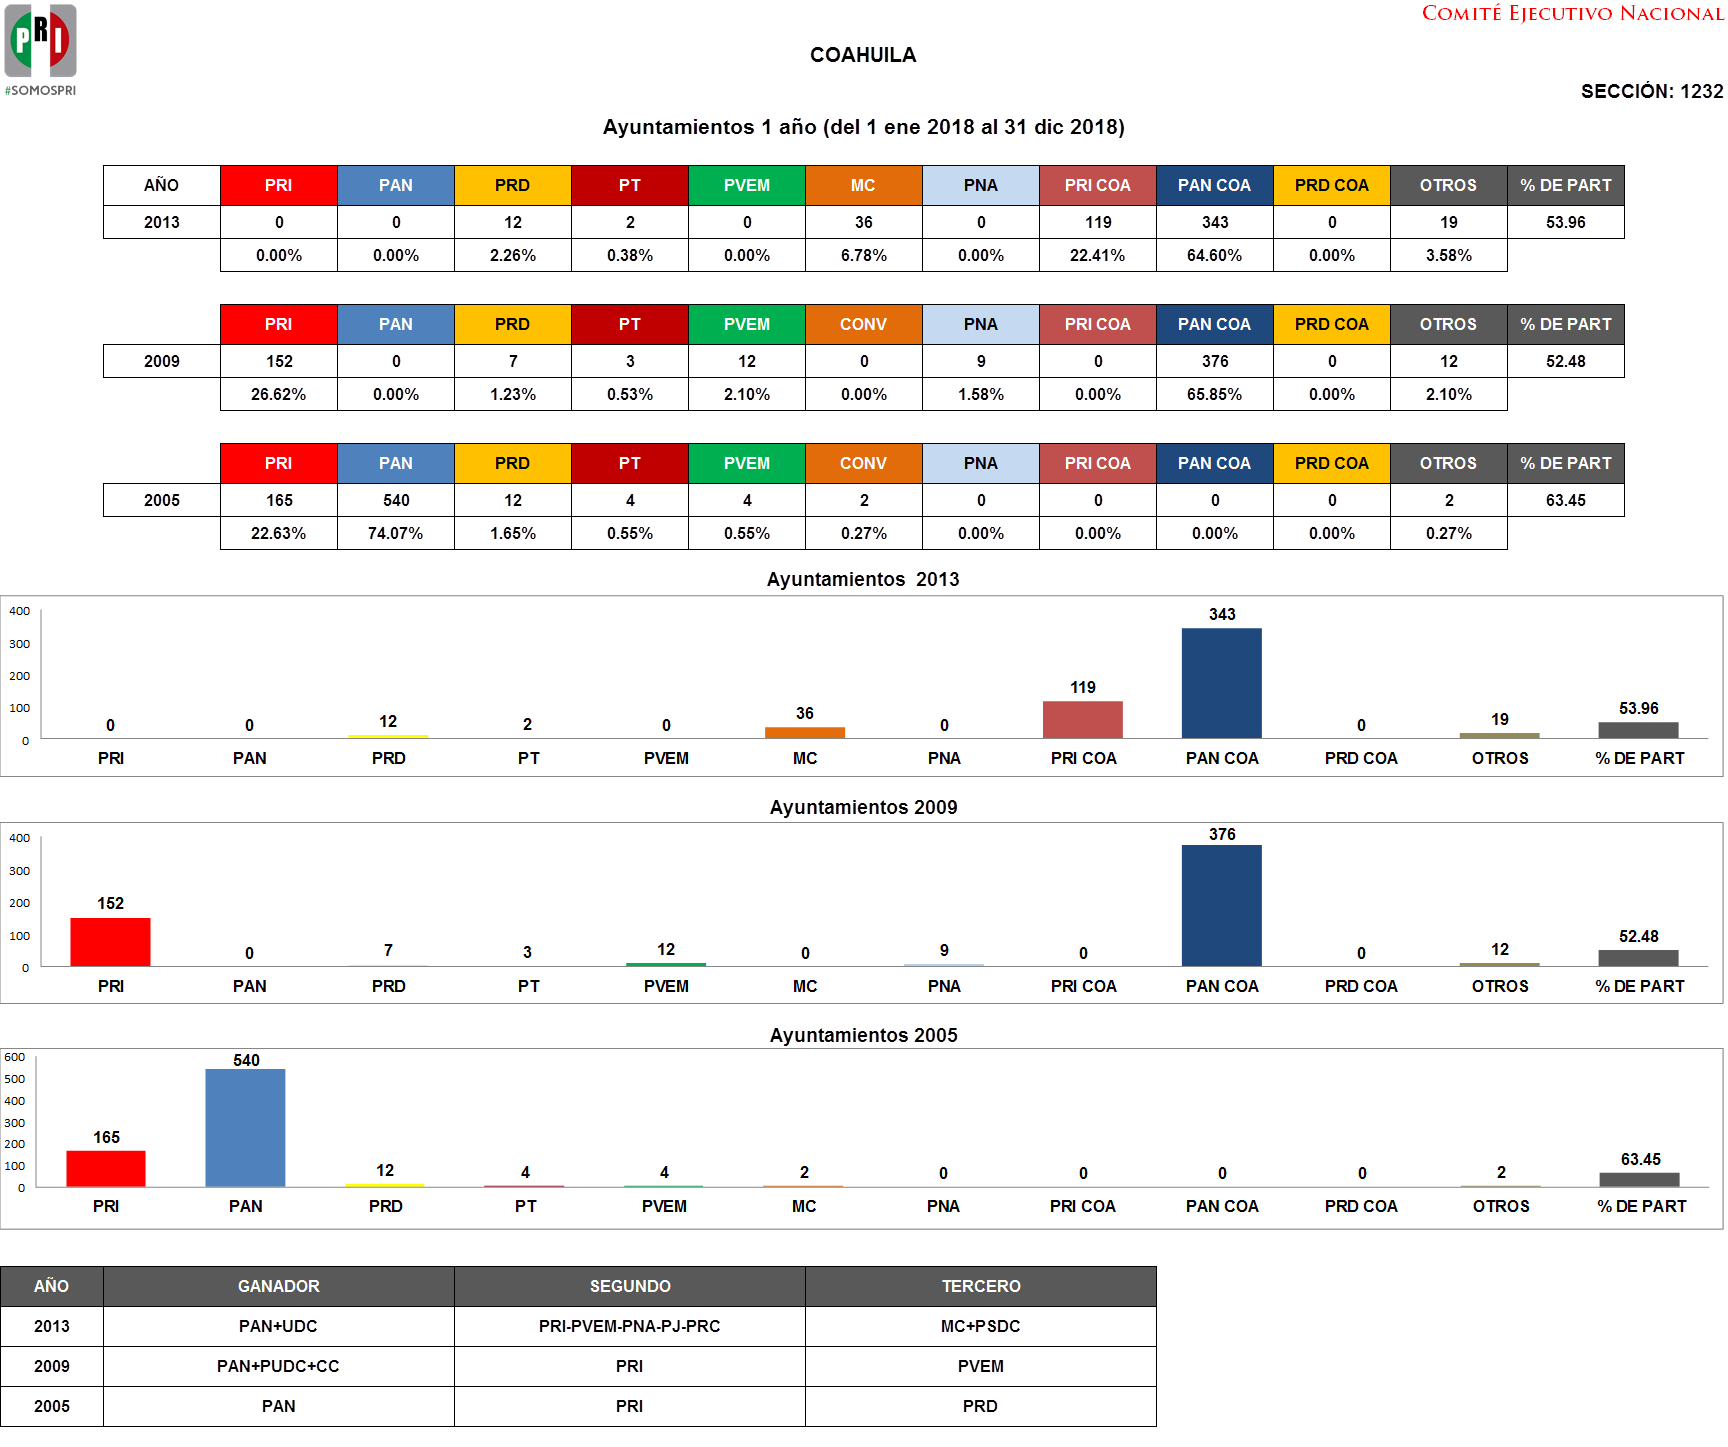 COMITÉ EJECUTIVO NACIONAL
PRI
#SOMOSPRI
COAHUILA
SECCIÓN: 1232
Ayuntamientos 1 año (del 1 ene 2018 al 31 dic 2018)
AÑO PRI PAN PRD PT PVEM MC PNA PRI COA PAN COA PRD COA OTROS % DE PART
2013 0 0 12 2 0 36 0 119 343 0 19 53.96
0.00% 0.00% 2.26% 0.38% 0.00% 6.78% 0.00% 22.41% 64.60% 0.00% 3.58%
PRI PAN PRD PT PVEM CONV PNA PRI COA PAN COA PRD COA OTROS % DE PART
2009 152 0 7 3 12 0 9 0 376 0 12 52.48
26.62% 0.00% 1.23% 0.53% 2.10% 0.00% 1.58% 0.00% 65.85% 0.00% 2.10%
PRI PAN PRD PT PVEM CONV PNA PRI COA PAN COA PRD COA OTROS % DE PART
2005 165 540 12 4 4 2 0 0 0 0 2 63.45
22.63% 74.07% 1.65% 0.55% 0.55% 0.27% 0.00% 0.00% 0.00% 0.00% 0.27%
Ayuntamientos 2013
400
300
200
100
0
0 0 12 2 0 36 0 119 343 0 19 53.96
PRI PAN PRD PT PVEM MC PNA PRI COA PAN COA PRD COA OTROS % DE PART
Ayuntamientos 2009
400
300
200
100
0
152 0 7 3 12 0 9 0 376 0 12 52.48
PRI PAN PRD PT PVEM MC PNA PRI COA PAN COA PRD COA OTROS % DE PART
Ayuntamientos 2005
600
500
400
300
200
100
0
165 540 12 4 4 2 0 0 0 0 2 63.45
PRI PAN PRD PT PVEM MC PNA PRI COA PAN COA PRD COA OTROS % DE PART
AÑO GANADOR SEGUNDO TERCERO
2013 PAN+UDC PRI-PVEM-PNA-PJ-PRC MC+PSDC
2009 PAN+PUDC+CC PRI PVEM
2005 PAN PRI PRD